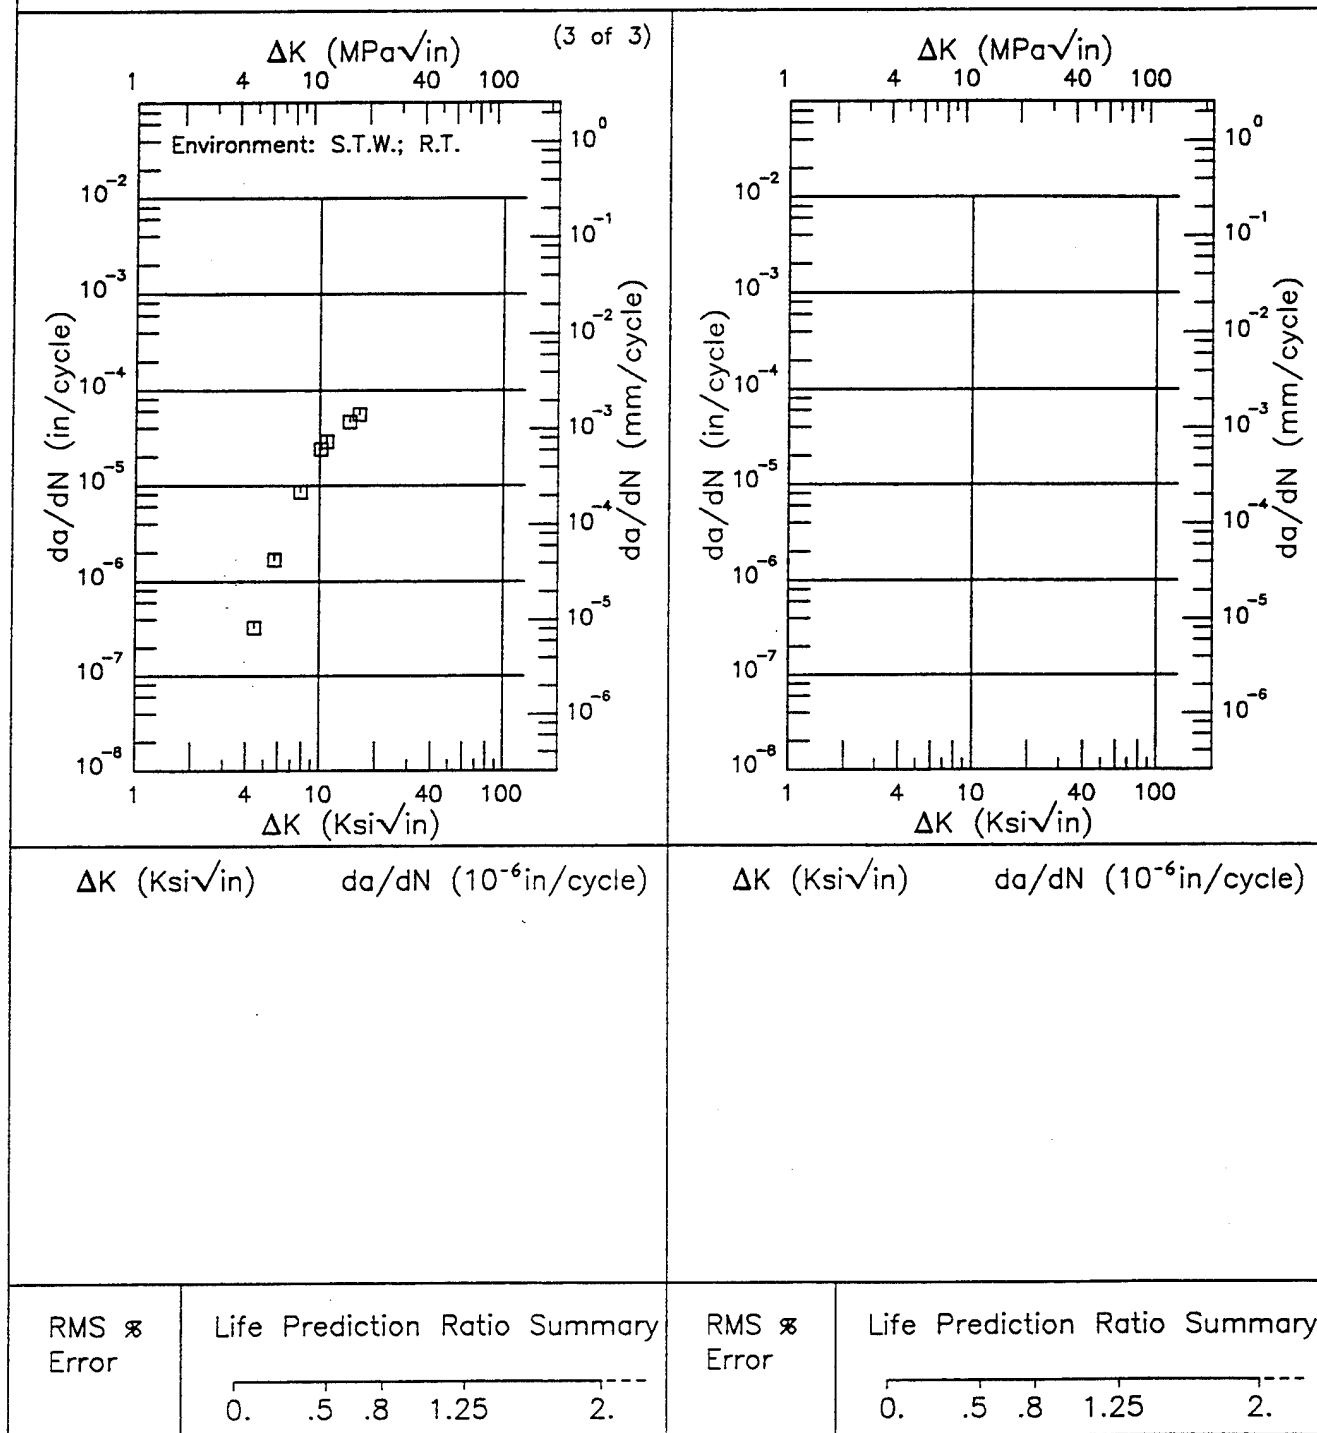 (3 of 3)
ΔK (MPa√in)
1 4 10 40 100
Environment: S.T.W.; R.T.
da/dN (in/cycle)
10⁻²
10⁻³
10⁻⁴
10⁻⁵
10⁻⁶
10⁻⁷
10⁻⁸
da/dN (mm/cycle)
10⁰
10⁻¹
10⁻²
10⁻³
10⁻⁴
10⁻⁵
10⁻⁶
1 4 10 40 100
ΔK (Ksi√in)
ΔK (MPa√in)
1 4 10 40 100
da/dN (in/cycle)
10⁻²
10⁻³
10⁻⁴
10⁻⁵
10⁻⁶
10⁻⁷
10⁻⁸
da/dN (mm/cycle)
10⁰
10⁻¹
10⁻²
10⁻³
10⁻⁴
10⁻⁵
10⁻⁶
1 4 10 40 100
ΔK (Ksi√in)
ΔK (Ksi√in) da/dN (10⁻⁶in/cycle)
ΔK (Ksi√in) da/dN (10⁻⁶in/cycle)
RMS %
Error
Life Prediction Ratio Summary
0. .5 .8 1.25 2.
RMS %
Error
Life Prediction Ratio Summary
0. .5 .8 1.25 2.